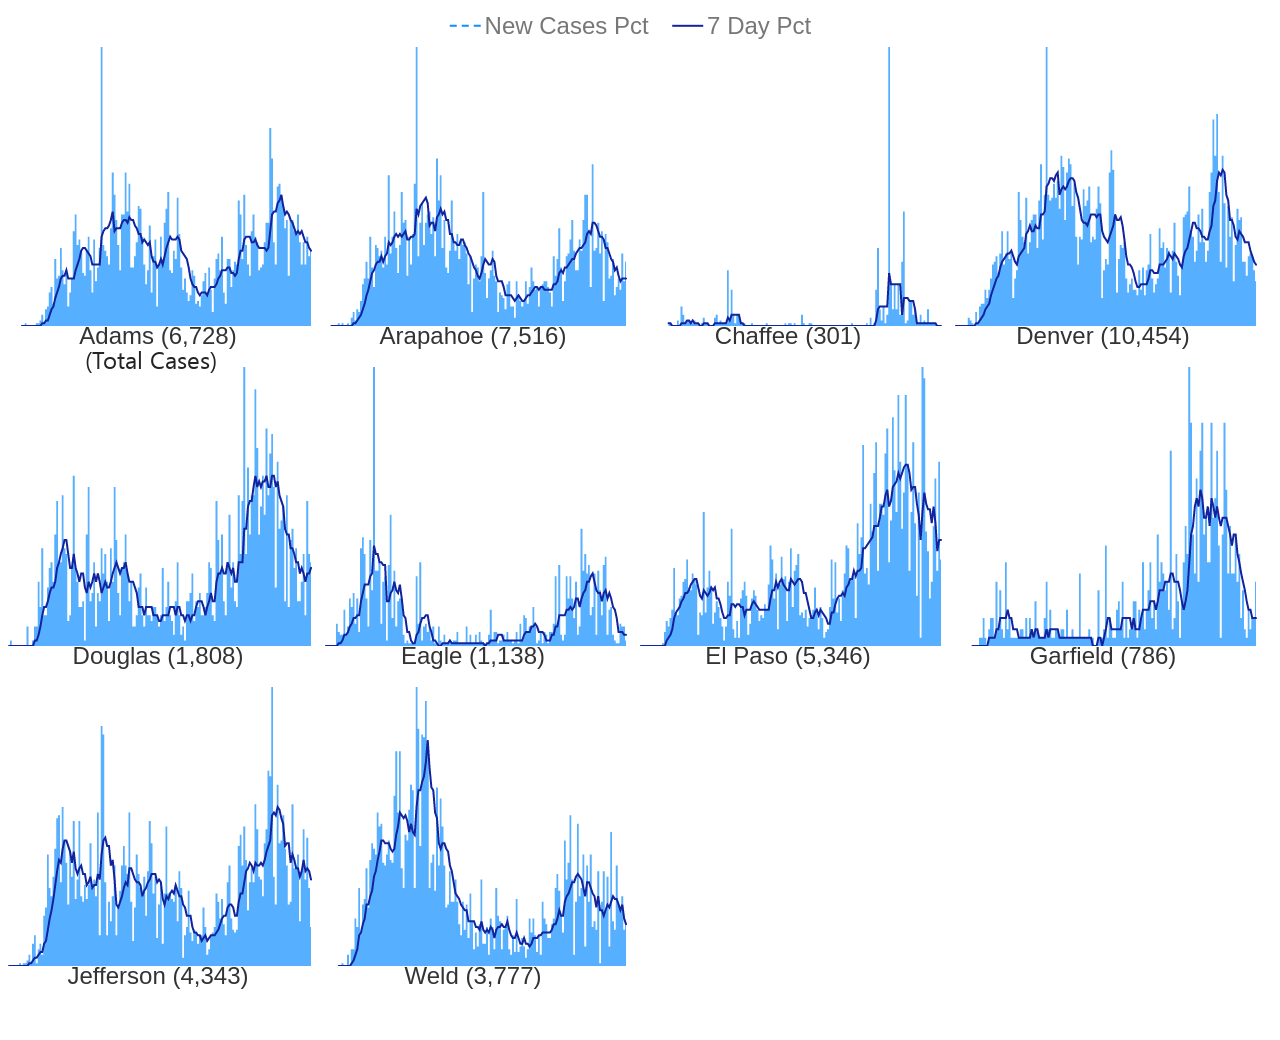 New Cases Pct 7 Day Pct
Adams (6,728) Arapahoe (7,516) Chaffee (301) Denver (10,454)
(Total Cases)
Douglas (1,808) Eagle (1,138) El Paso (5,346) Garfield (786)
Jefferson (4,343) Weld (3,777)